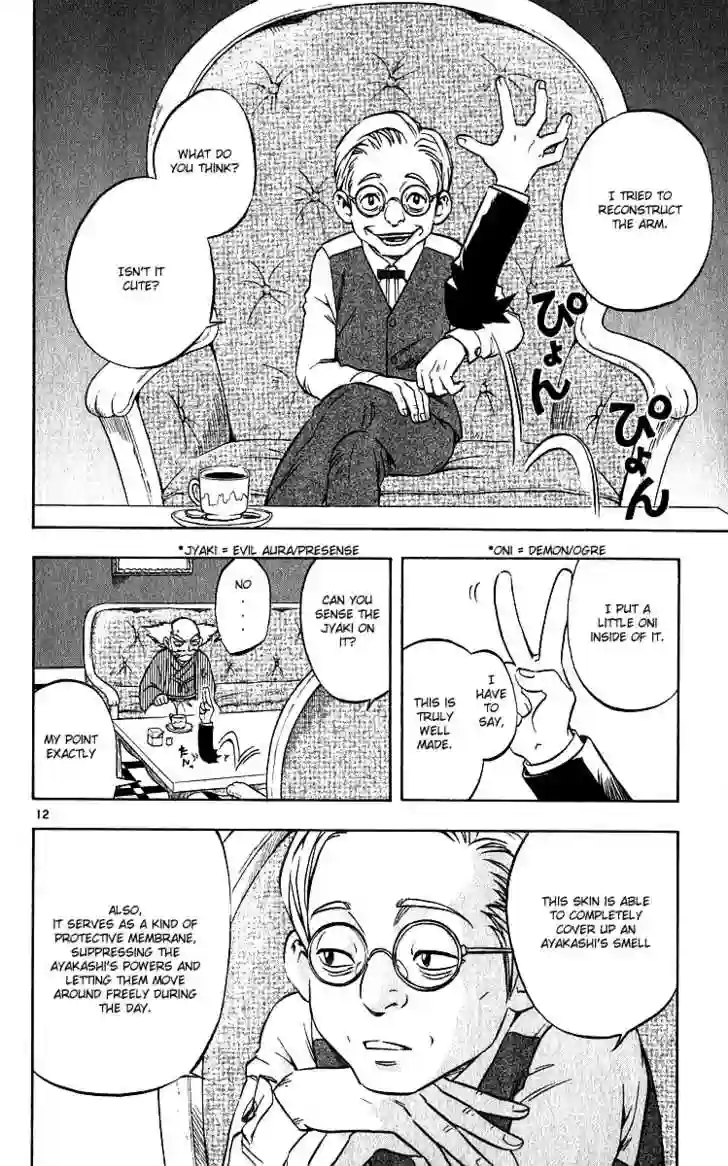 I TRIED TO
RECONSTRUCT
THE ARM.
WHAT DO
YOU THINK?
ISN'T IT
CUTE?
ぴょん
ぴょん
*ONI = DEMON/OGRE
I PUT A
LITTLE ONI
INSIDE OF IT.
I
HAVE
TO
SAY,
THIS IS
TRULY
WELL
MADE.
*JYAKI = EVIL AURA/PRESENSE
CAN YOU
SENSE THE
JYAKI ON
IT?
NO
.
.
.
MY POINT
EXACTLY
12
THIS SKIN IS ABLE
TO COMPLETELY
COVER UP AN
AYAKASHI'S SMELL
ALSO,
IT SERVES AS A KIND OF
PROTECTIVE MEMBRANE,
SUPPRESSING THE
AYAKASHI'S POWERS AND
LETTING THEM MOVE
AROUND FREELY DURING
THE DAY.